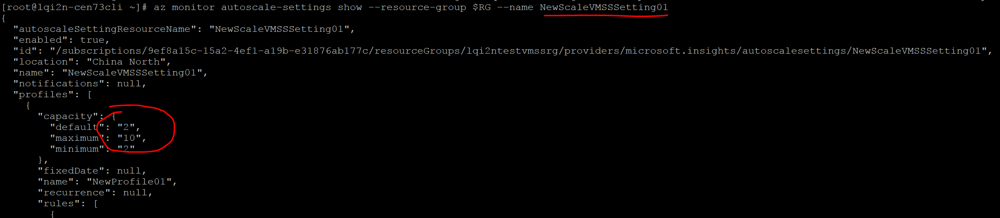 [root@lqi2n-cen73cli ~]# az monitor autoscale-settings show --resource-group $RG --name NewScaleVMSSSetting01
{
"autoscaleSettingResourceName": "NewScaleVMSSSetting01",
"enabled": true,
"id": "/subscriptions/9ef8a15c-15a2-4ef1-a19b-e31876ab177c/resourceGroups/lqi2ntestvmssrg/providers/microsoft.insights/autoscalesettings/NewScaleVMSSSetting01",
"location": "China North",
"name": "NewScaleVMSSSetting01",
"notifications": null,
"profiles": [
{
"capacity": {
"default": "2",
"maximum": "10",
"minimum": "2"
},
"fixedDate": null,
"name": "NewProfile01",
"recurrence": null,
"rules": [
{